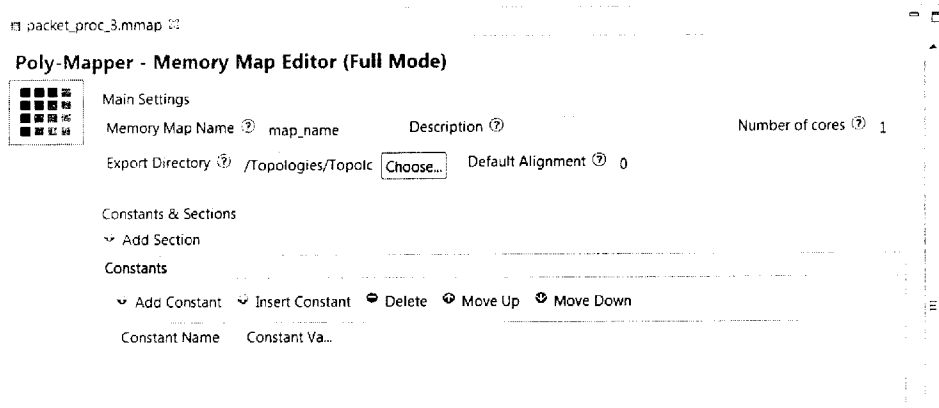 packet_proc_3.mmap
Poly-Mapper - Memory Map Editor (Full Mode)
Main Settings
Memory Map Name map_name Description Number of cores 1
Export Directory /Topologies/Topolc Choose... Default Alignment 0
Constants & Sections
Add Section
Constants
Add Constant Insert Constant Delete Move Up Move Down
Constant Name Constant Va...